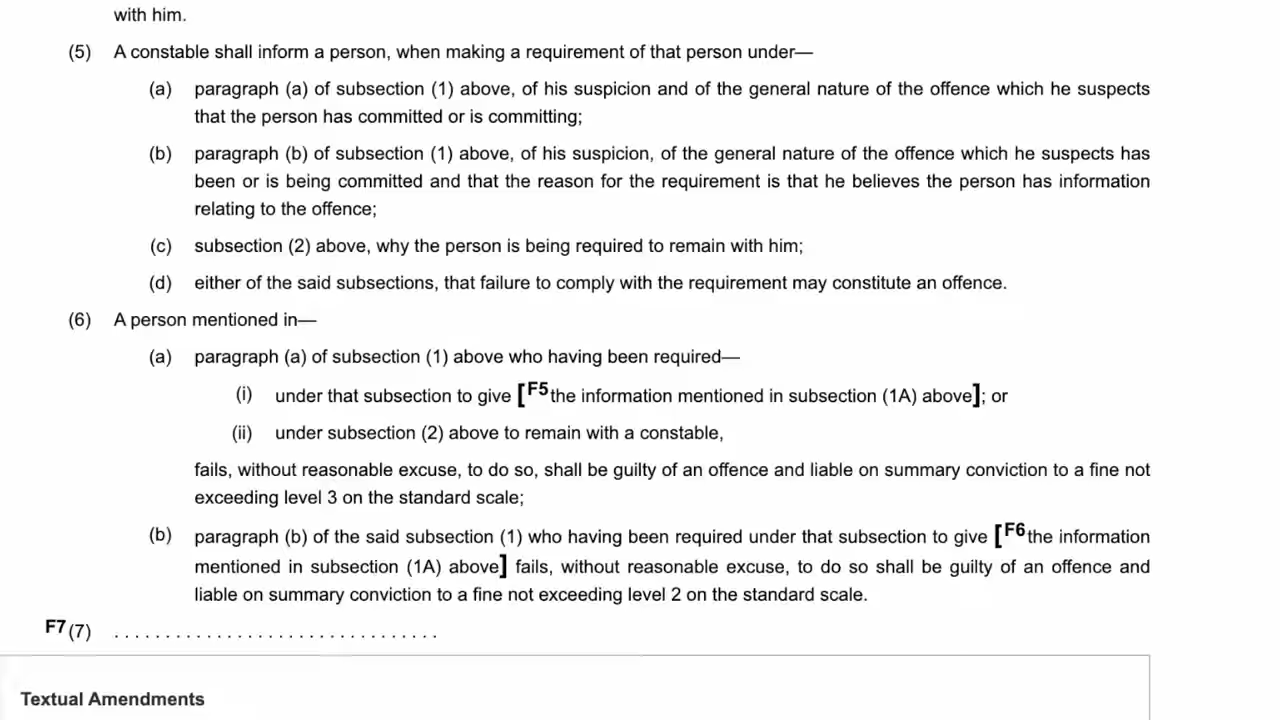 with him.
(5) A constable shall inform a person, when making a requirement of that person under—
(a) paragraph (a) of subsection (1) above, of his suspicion and of the general nature of the offence which he suspects
that the person has committed or is committing;
(b) paragraph (b) of subsection (1) above, of his suspicion, of the general nature of the offence which he suspects has
been or is being committed and that the reason for the requirement is that he believes the person has information
relating to the offence;
(c) subsection (2) above, why the person is being required to remain with him;
(d) either of the said subsections, that failure to comply with the requirement may constitute an offence.
(6) A person mentioned in—
(a) paragraph (a) of subsection (1) above who having been required—
(i) under that subsection to give [F5the information mentioned in subsection (1A) above]; or
(ii) under subsection (2) above to remain with a constable,
fails, without reasonable excuse, to do so, shall be guilty of an offence and liable on summary conviction to a fine not
exceeding level 3 on the standard scale;
(b) paragraph (b) of the said subsection (1) who having been required under that subsection to give [F6the information
mentioned in subsection (1A) above] fails, without reasonable excuse, to do so shall be guilty of an offence and
liable on summary conviction to a fine not exceeding level 2 on the standard scale.
F7(7) . . . . . . . . . . . . . . . . . . . . . . . . . . . . . . . .
Textual Amendments